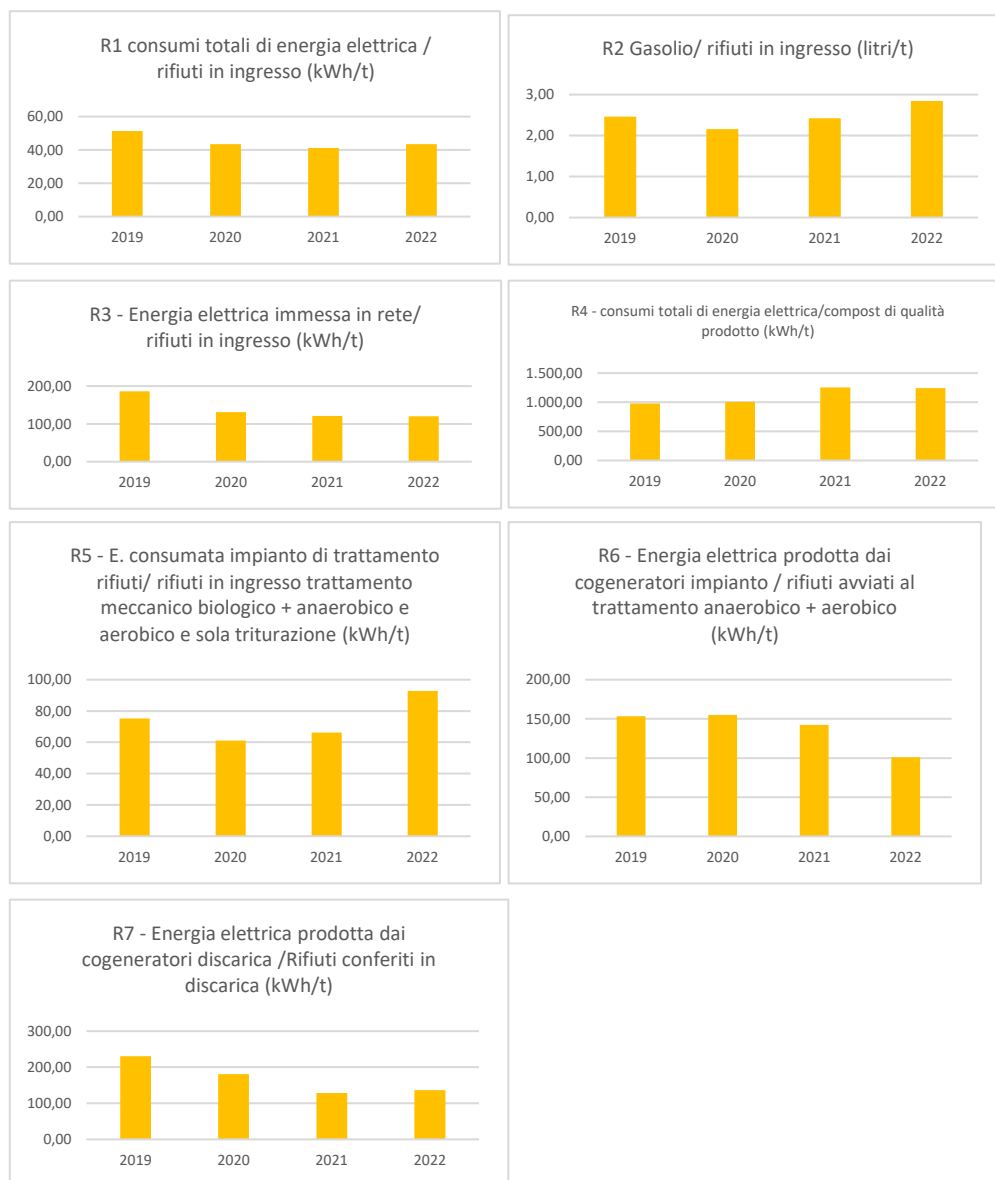 R1 consumi totali di energia elettrica /
rifiuti in ingresso (kWh/t)
60,00
40,00
20,00
0,00
2019 2020 2021 2022
R2 Gasolio/ rifiuti in ingresso (litri/t)
3,00
2,00
1,00
0,00
2019 2020 2021 2022
R3 - Energia elettrica immessa in rete/
rifiuti in ingresso (kWh/t)
200,00
100,00
0,00
2019 2020 2021 2022
R4 - consumi totali di energia elettrica/compost di qualità
prodotto (kWh/t)
1.500,00
1.000,00
500,00
0,00
2019 2020 2021 2022
R5 - E. consumata impianto di trattamento
rifiuti/ rifiuti in ingresso trattamento
meccanico biologico + anaerobico e
aerobico e sola triturazione (kWh/t)
100,00
80,00
60,00
40,00
20,00
0,00
2019 2020 2021 2022
R6 - Energia elettrica prodotta dai
cogeneratori impianto / rifiuti avviati al
trattamento anaerobico + aerobico
(kWh/t)
200,00
150,00
100,00
50,00
0,00
2019 2020 2021 2022
R7 - Energia elettrica prodotta dai
cogeneratori discarica /Rifiuti conferiti in
discarica (kWh/t)
300,00
200,00
100,00
0,00
2019 2020 2021 2022